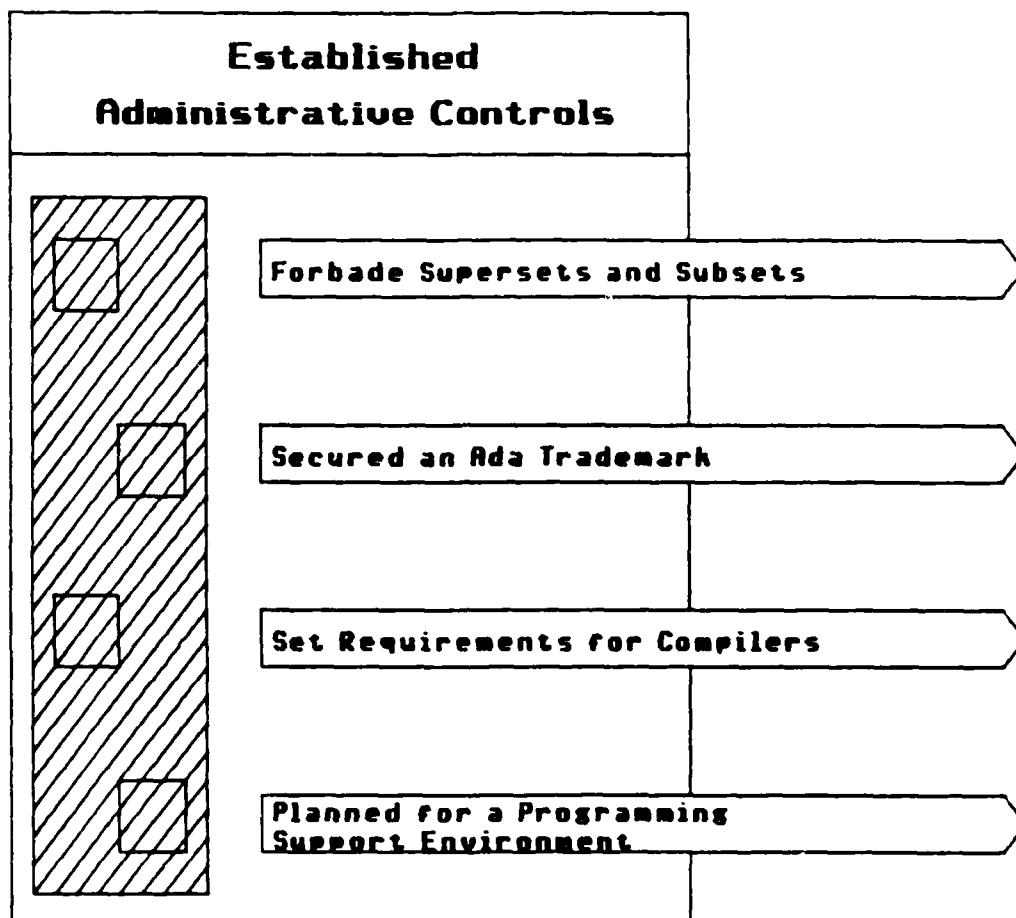 Established
Administrative Controls
Forbade Supersets and Subsets
Secured an Ada Trademark
Set Requirements for Compilers
Planned for a Programming
Support Environment